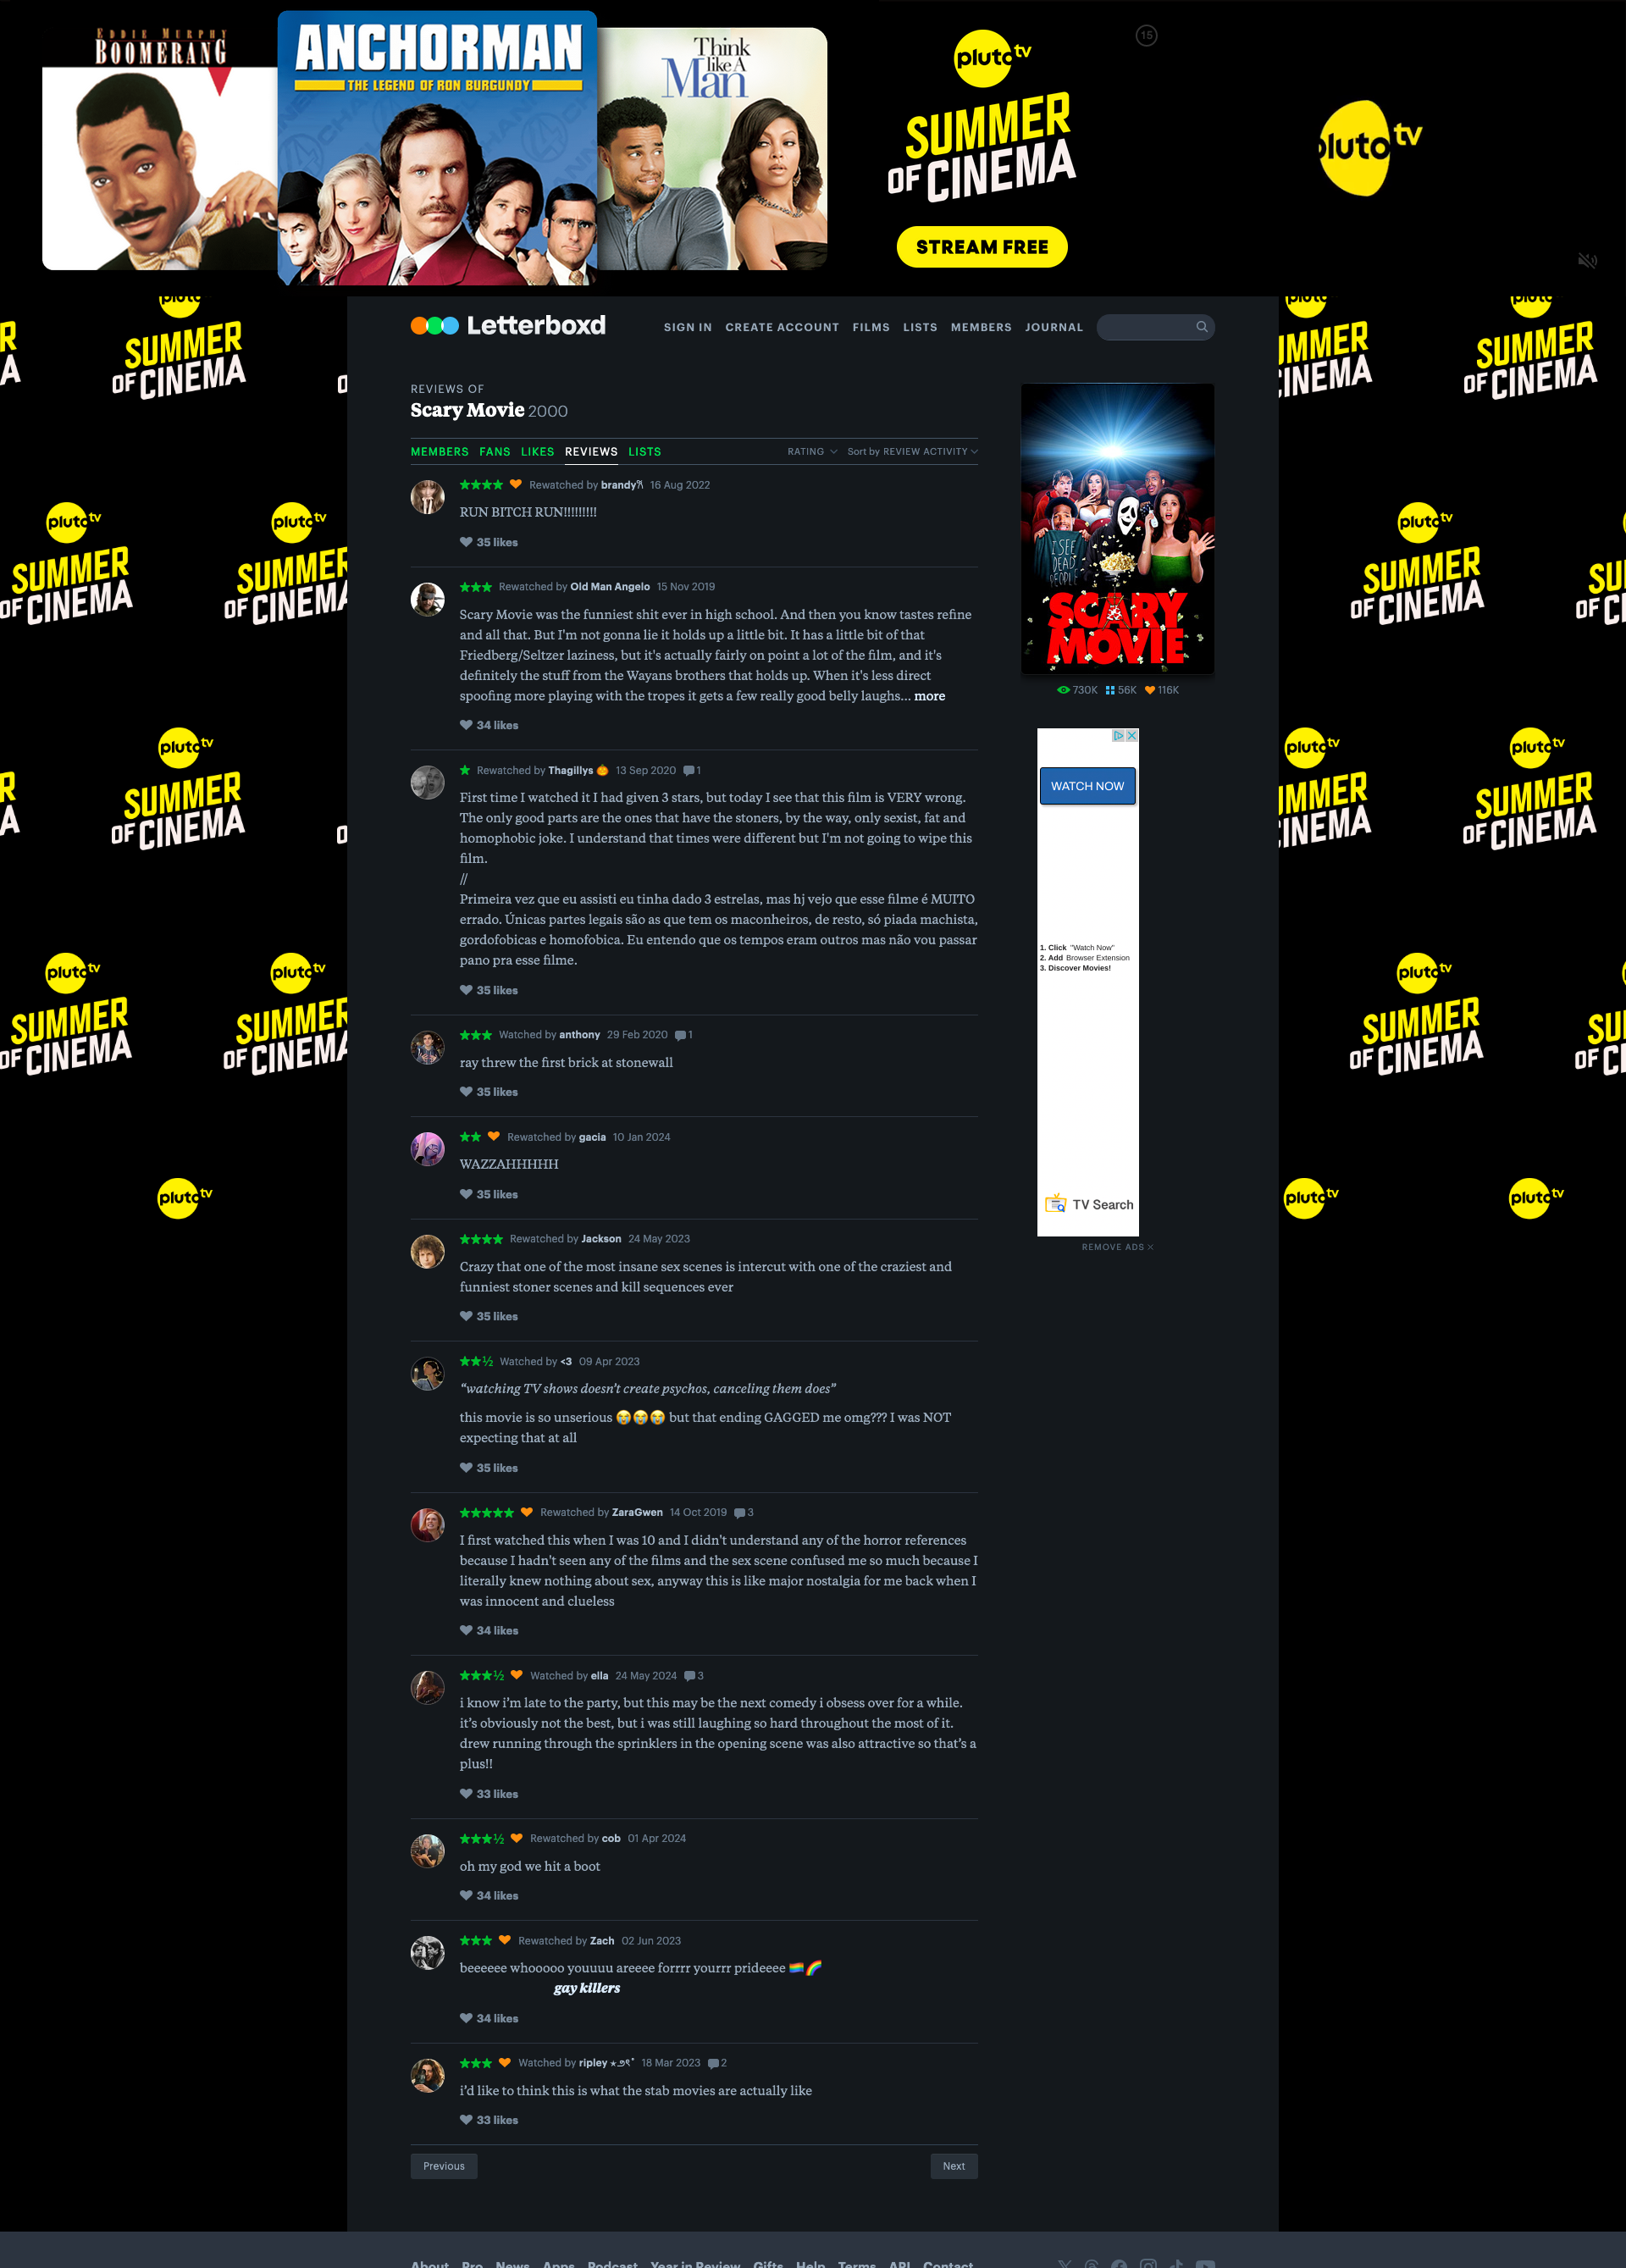 EDDIE MURPHY
BOOMERANG
ANCHORMAN
THE LEGEND OF RON BURGUNDY
Think
like A
Man
pluto tv
SUMMER
OF CINEMA
STREAM FREE
15
pluto tv
Letterboxd
SIGN IN CREATE ACCOUNT FILMS LISTS MEMBERS JOURNAL
REVIEWS OF
Scary Movie 2000
MEMBERS FANS LIKES REVIEWS LISTS RATING Sort by REVIEW ACTIVITY
★★★★ Rewatched by brandy 16 Aug 2022
RUN BITCH RUN!!!!!!!!!
35 likes
★★★ Rewatched by Old Man Angelo 15 Nov 2019
Scary Movie was the funniest shit ever in high school. And then you know tastes refine
and all that. But I'm not gonna lie it holds up a little bit. It has a little bit of that
Friedberg/Seltzer laziness, but it's actually fairly on point a lot of the film, and it's
definitely the stuff from the Wayans brothers that holds up. When it's less direct
spoofing more playing with the tropes it gets a few really good belly laughs… more
34 likes
★ Rewatched by Thagillys 🎃 13 Sep 2020 1
First time I watched it I had given 3 stars, but today I see that this film is VERY wrong.
The only good parts are the ones that have the stoners, by the way, only sexist, fat and
homophobic joke. I understand that times were different but I'm not going to wipe this
film.
//
Primeira vez que eu assisti eu tinha dado 3 estrelas, mas hj vejo que esse filme é MUITO
errado. Únicas partes legais são as que tem os maconheiros, de resto, só piada machista,
gordofobicas e homofobica. Eu entendo que os tempos eram outros mas não vou passar
pano pra esse filme.
35 likes
★★★ Watched by anthony 29 Feb 2020 1
ray threw the first brick at stonewall
35 likes
★★ Rewatched by gacia 10 Jan 2024
WAZZAHHHHH
35 likes
★★★★ Rewatched by Jackson 24 May 2023
Crazy that one of the most insane sex scenes is intercut with one of the craziest and
funniest stoner scenes and kill sequences ever
35 likes
★★½ Watched by <3 09 Apr 2023
“watching TV shows doesn’t create psychos, canceling them does”
this movie is so unserious 😭😭😭 but that ending GAGGED me omg??? I was NOT
expecting that at all
35 likes
★★★★★ Rewatched by ZaraGwen 14 Oct 2019 3
I first watched this when I was 10 and I didn't understand any of the horror references
because I hadn't seen any of the films and the sex scene confused me so much because I
literally knew nothing about sex, anyway this is like major nostalgia for me back when I
was innocent and clueless
34 likes
★★★½ Watched by ella 24 May 2024 3
i know i’m late to the party, but this may be the next comedy i obsess over for a while.
it’s obviously not the best, but i was still laughing so hard throughout the most of it.
drew running through the sprinklers in the opening scene was also attractive so that’s a
plus!!
33 likes
★★★½ Rewatched by cob 01 Apr 2024
oh my god we hit a boot
34 likes
★★★ Rewatched by Zach 02 Jun 2023
beeeeee whooooo youuuu areeee forrrr yourrr prideeee 🏳️‍🌈🌈
gay killers
34 likes
★★★ Watched by ripley 18 Mar 2023 2
i’d like to think this is what the stab movies are actually like
33 likes
Previous Next
I SEE
DEAD
PEOPLE
SCARY
MOVIE
730K 56K 116K
WATCH NOW
1. Click "Watch Now"
2. Add Browser Extension
3. Discover Movies!
TV Search
REMOVE ADS
pluto tv
SUMMER
OF CINEMA
About Pro News Apps Podcast Year in Review Gifts Help Terms API Contact